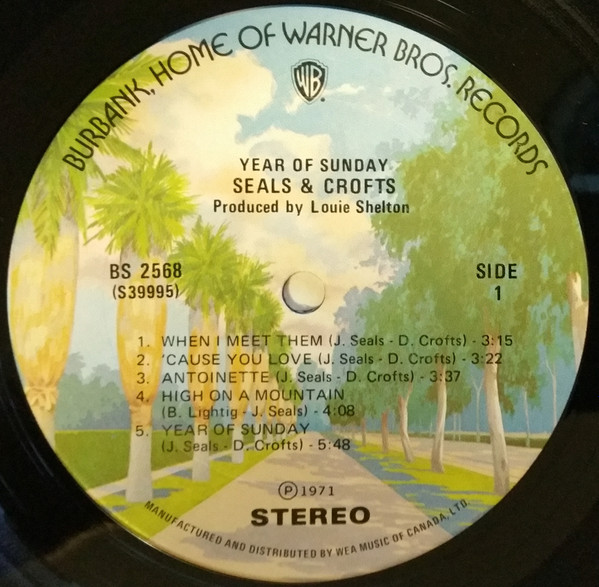 BURBANK, HOME OF WARNER BROS. RECORDS
WB
YEAR OF SUNDAY
SEALS & CROFTS
Produced by Louie Shelton
BS 2568
(S39995)
SIDE
1
1. WHEN I MEET THEM (J. Seals - D. Crofts) - 3:15
2. 'CAUSE YOU LOVE (J. Seals - D. Crofts) - 3:22
3. ANTOINETTE (J. Seals - D. Crofts) - 3:37
4. HIGH ON A MOUNTAIN
(B. Lightig - J. Seals) - 4:08
5. YEAR OF SUNDAY
(J. Seals - D. Crofts) - 5:48
Ⓟ1971
STEREO
MANUFACTURED AND DISTRIBUTED BY WEA MUSIC OF CANADA, LTD.